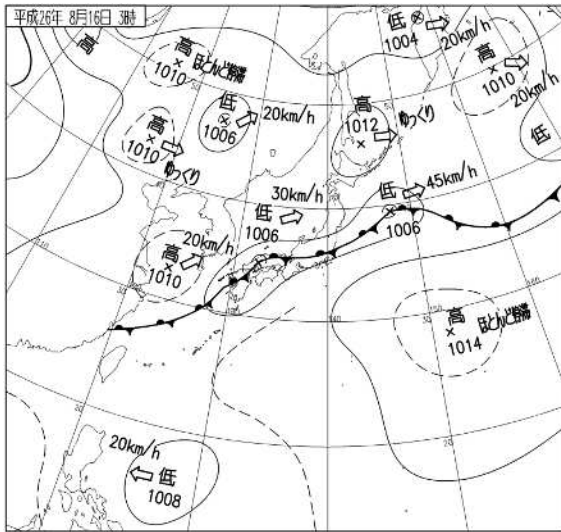 平成26年 8月16日 3時
高
高
1010
ほとんど停滞
低
1004
20km/h
高
1010
20km/h
低
1006
20km/h
高
1010
ゆっくり
高
1012
ゆっくり
低
低
1006
30km/h
低
1006
45km/h
高
1010
20km/h
高
1014
ほとんど停滞
低
1008
20km/h